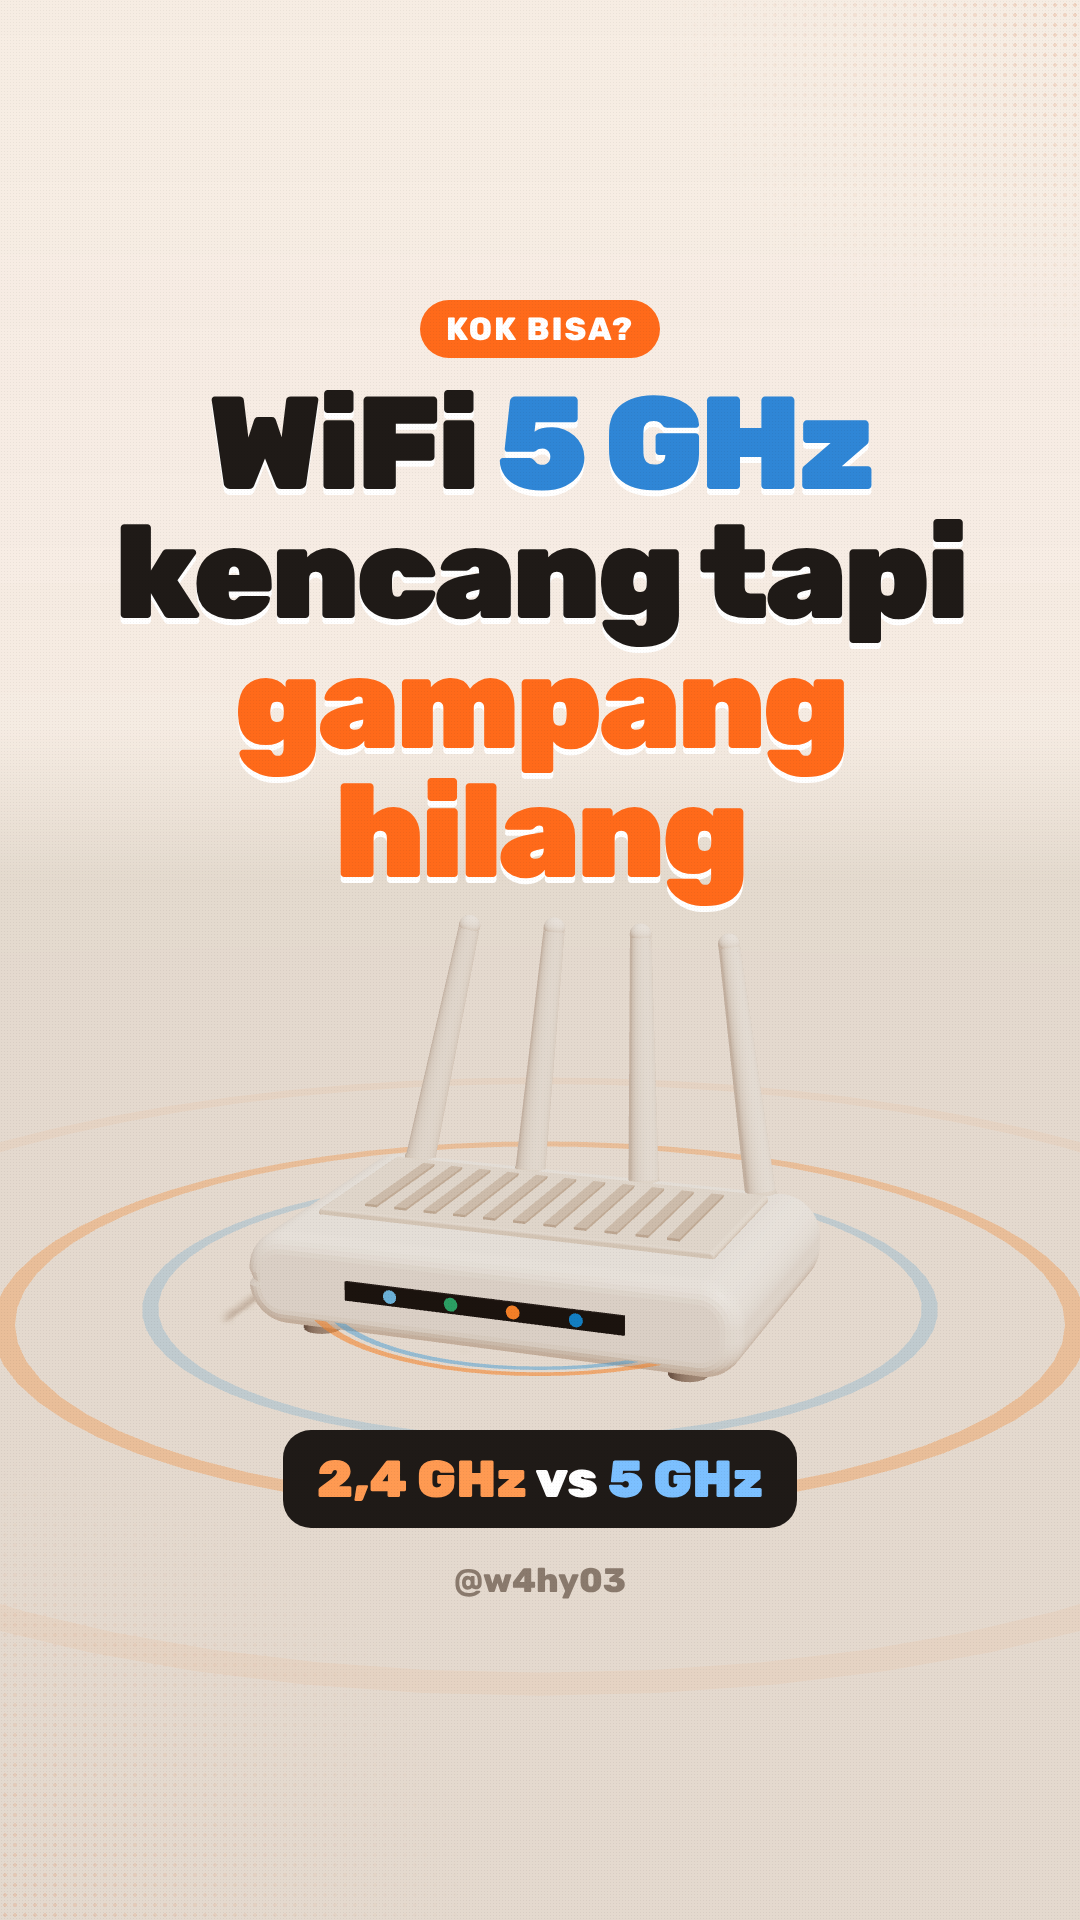 KOK BISA?
WiFi 5 GHz
kencang tapi
gampang
hilang
2,4 GHz vs 5 GHz
@w4hy03